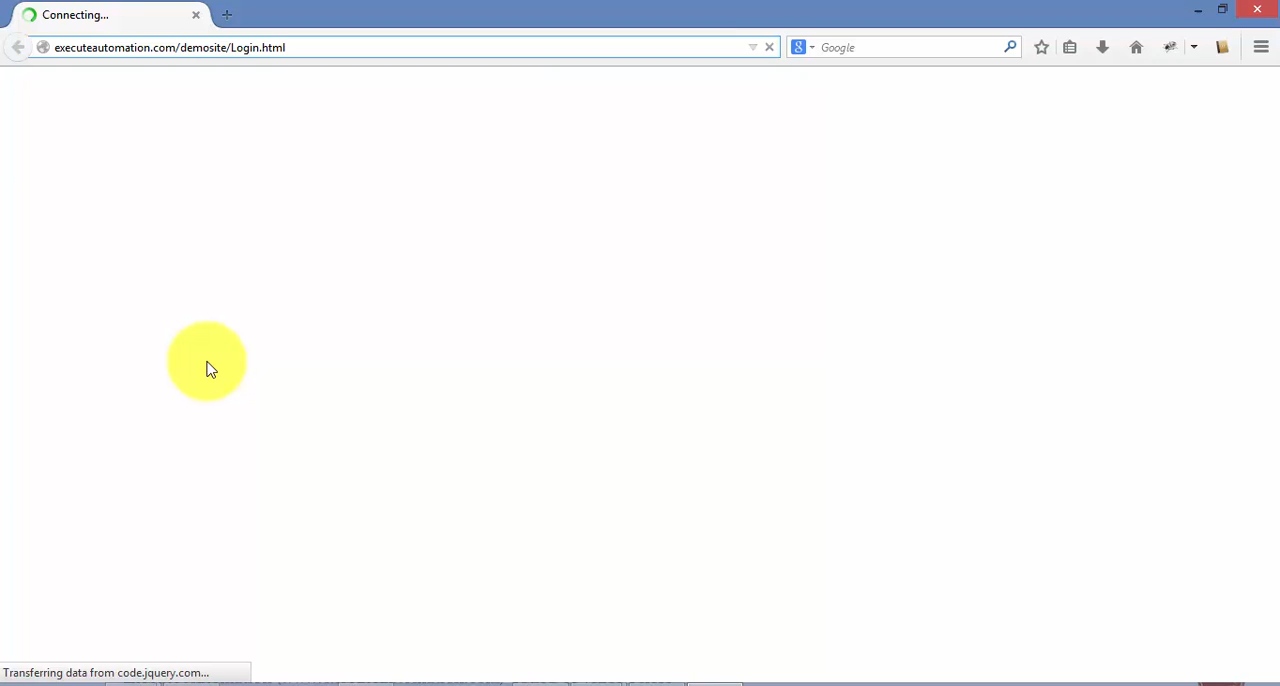 Connecting...
executeautomation.com/demosite/Login.html
Google
Transferring data from code.jquery.com...